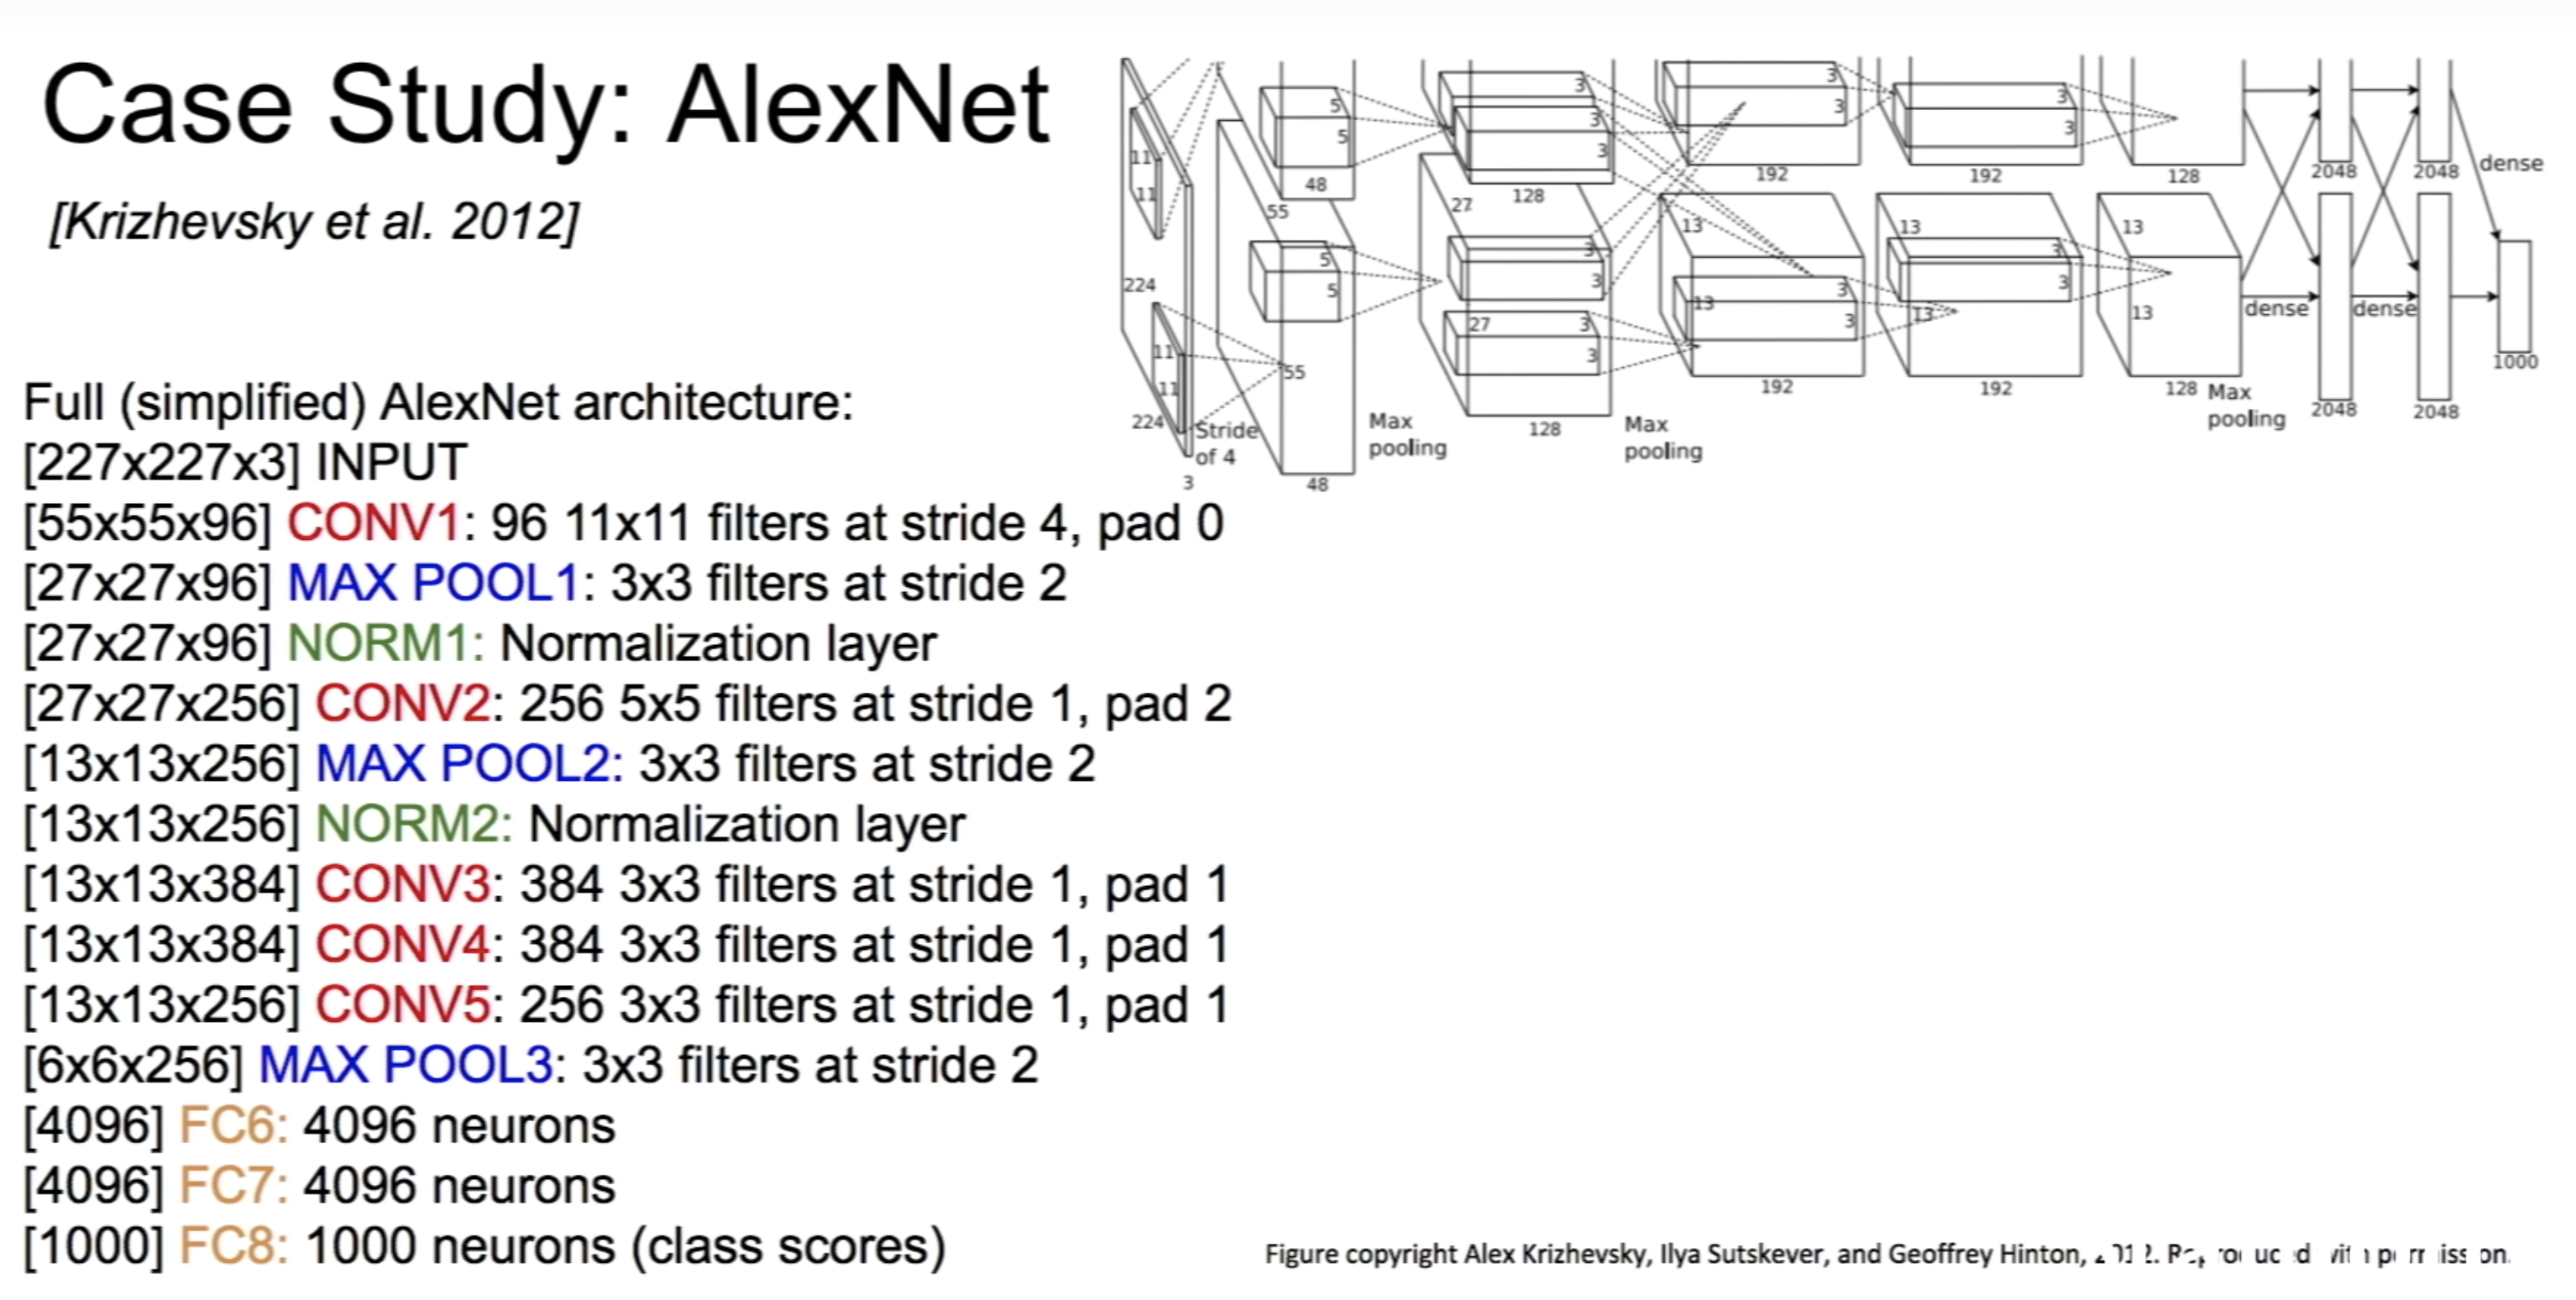 Case Study: AlexNet
[Krizhevsky et al. 2012]
Full (simplified) AlexNet architecture:
[227x227x3] INPUT
[55x55x96] CONV1: 96 11x11 filters at stride 4, pad 0
[27x27x96] MAX POOL1: 3x3 filters at stride 2
[27x27x96] NORM1: Normalization layer
[27x27x256] CONV2: 256 5x5 filters at stride 1, pad 2
[13x13x256] MAX POOL2: 3x3 filters at stride 2
[13x13x256] NORM2: Normalization layer
[13x13x384] CONV3: 384 3x3 filters at stride 1, pad 1
[13x13x384] CONV4: 384 3x3 filters at stride 1, pad 1
[13x13x256] CONV5: 256 3x3 filters at stride 1, pad 1
[6x6x256] MAX POOL3: 3x3 filters at stride 2
[4096] FC6: 4096 neurons
[4096] FC7: 4096 neurons
[1000] FC8: 1000 neurons (class scores)
11
11
224
11
11
224
3
Stride
of 4
5
5
48
55
5
5
55
48
Max
pooling
3
3
3
128
27
3
3
27
3
3
128
Max
pooling
3
3
192
13
13
3
3
192
3
3
192
13
3
3
13
192
128
13
13
128
Max
pooling
2048
2048
dense
dense
dense
2048
2048
1000
Figure copyright Alex Krizhevsky, Ilya Sutskever, and Geoffrey Hinton,